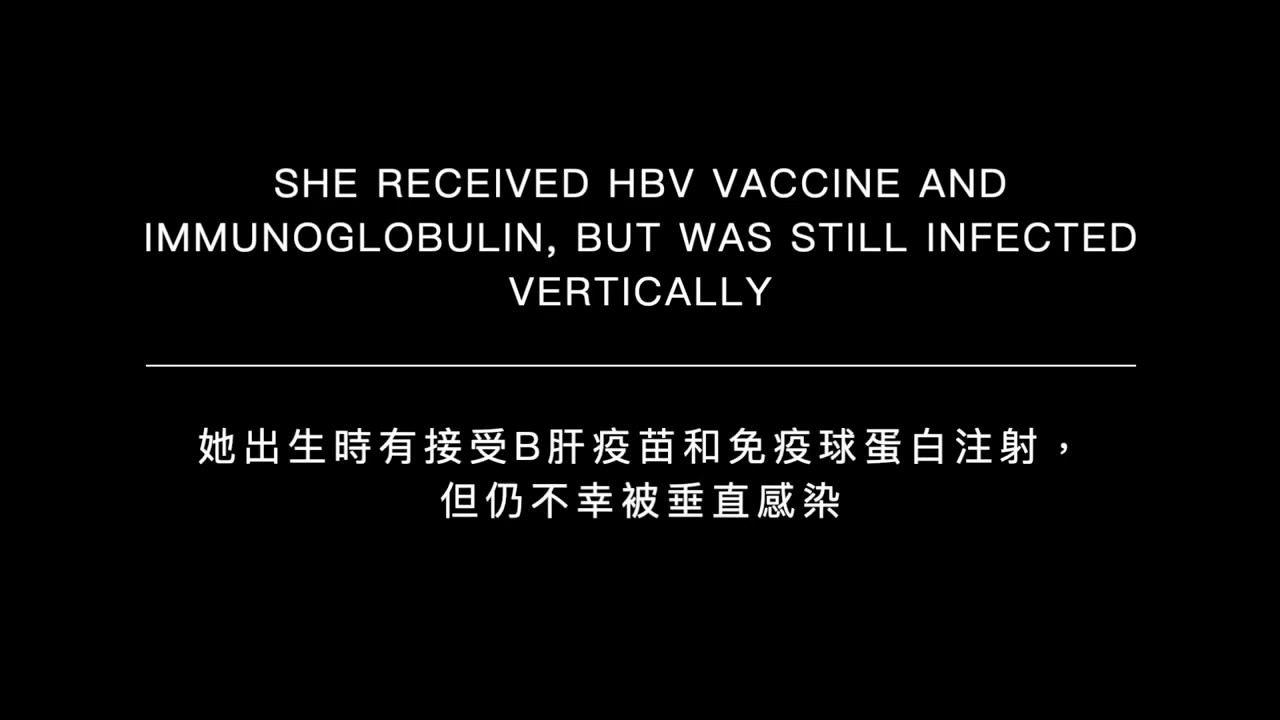 SHE RECEIVED HBV VACCINE AND
IMMUNOGLOBULIN, BUT WAS STILL INFECTED
VERTICALLY
她出生時有接受B肝疫苗和免疫球蛋白注射，
但仍不幸被垂直感染